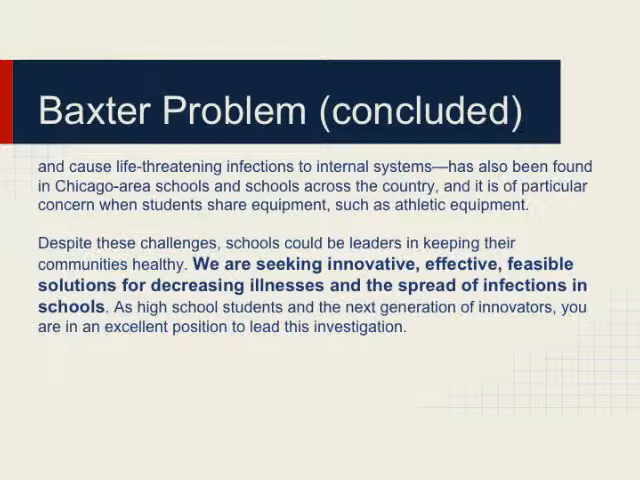 Baxter Problem (concluded)
and cause life-threatening infections to internal systems—has also been found
in Chicago-area schools and schools across the country, and it is of particular
concern when students share equipment, such as athletic equipment.
Despite these challenges, schools could be leaders in keeping their
communities healthy. We are seeking innovative, effective, feasible
solutions for decreasing illnesses and the spread of infections in
schools. As high school students and the next generation of innovators, you
are in an excellent position to lead this investigation.